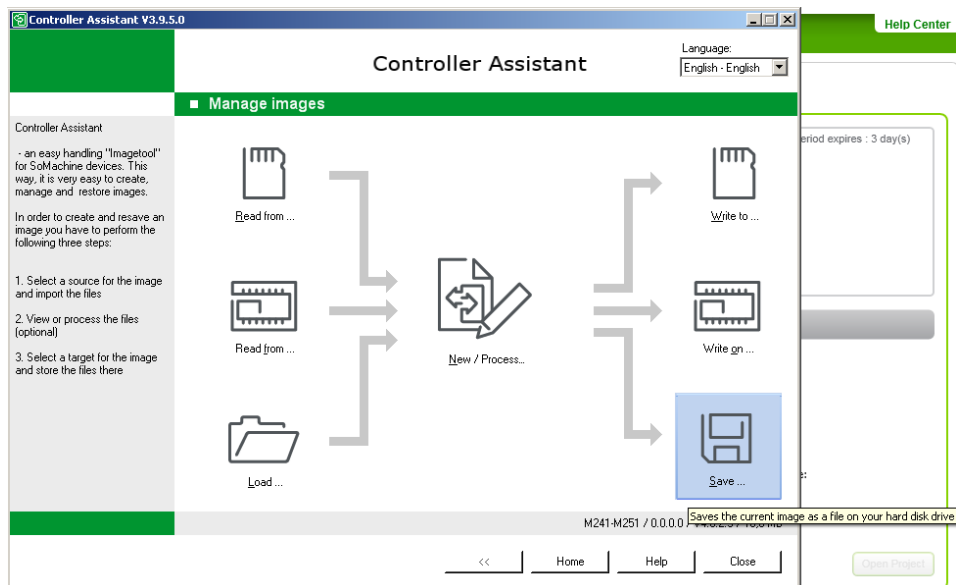 Controller Assistant V3.9.5.0
Help Center
Controller Assistant
Language:
English - English
Manage images
Controller Assistant
- an easy handling "Imagetool"
for SoMachine devices. This
way, it is very easy to create,
manage and restore images.
In order to create and resave an
image you have to perform the
following three steps:
1. Select a source for the image
and import the files
2. View or process the files
(optional)
3. Select a target for the image
and store the files there
Read from ...
Write to ...
Read from ...
New / Process...
Write on ...
Load ...
Save ...
eriod expires : 3 day(s)
M241-M251 / 0.0.0.0 /
Saves the current image as a file on your hard disk drive
<<
Home
Help
Close
Open Project